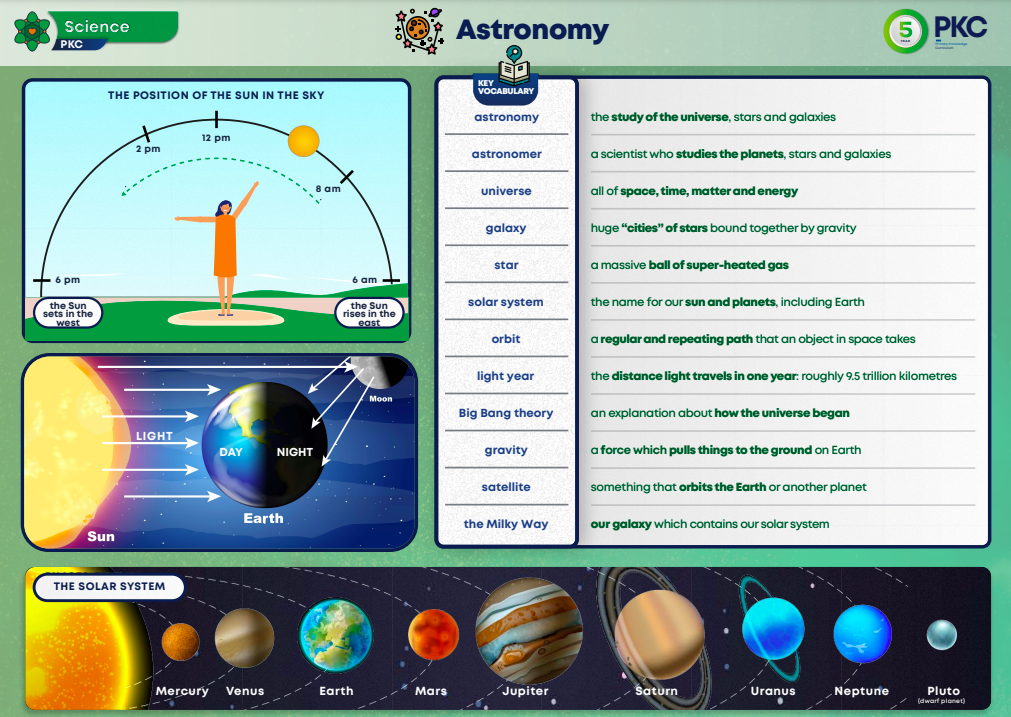 Science
PKC
Astronomy
5
YEAR
PKC
Primary Knowledge
Curriculum
THE POSITION OF THE SUN IN THE SKY
12 pm
2 pm
8 am
6 pm
6 am
the Sun
sets in the
west
the Sun
rises in the
east
LIGHT
DAY
NIGHT
Moon
Earth
Sun
KEY
VOCABULARY
astronomy the study of the universe, stars and galaxies
astronomer a scientist who studies the planets, stars and galaxies
universe all of space, time, matter and energy
galaxy huge “cities” of stars bound together by gravity
star a massive ball of super-heated gas
solar system the name for our sun and planets, including Earth
orbit a regular and repeating path that an object in space takes
light year the distance light travels in one year: roughly 9.5 trillion kilometres
Big Bang theory an explanation about how the universe began
gravity a force which pulls things to the ground on Earth
satellite something that orbits the Earth or another planet
the Milky Way our galaxy which contains our solar system
THE SOLAR SYSTEM
Mercury Venus Earth Mars Jupiter Saturn Uranus Neptune Pluto
(dwarf planet)